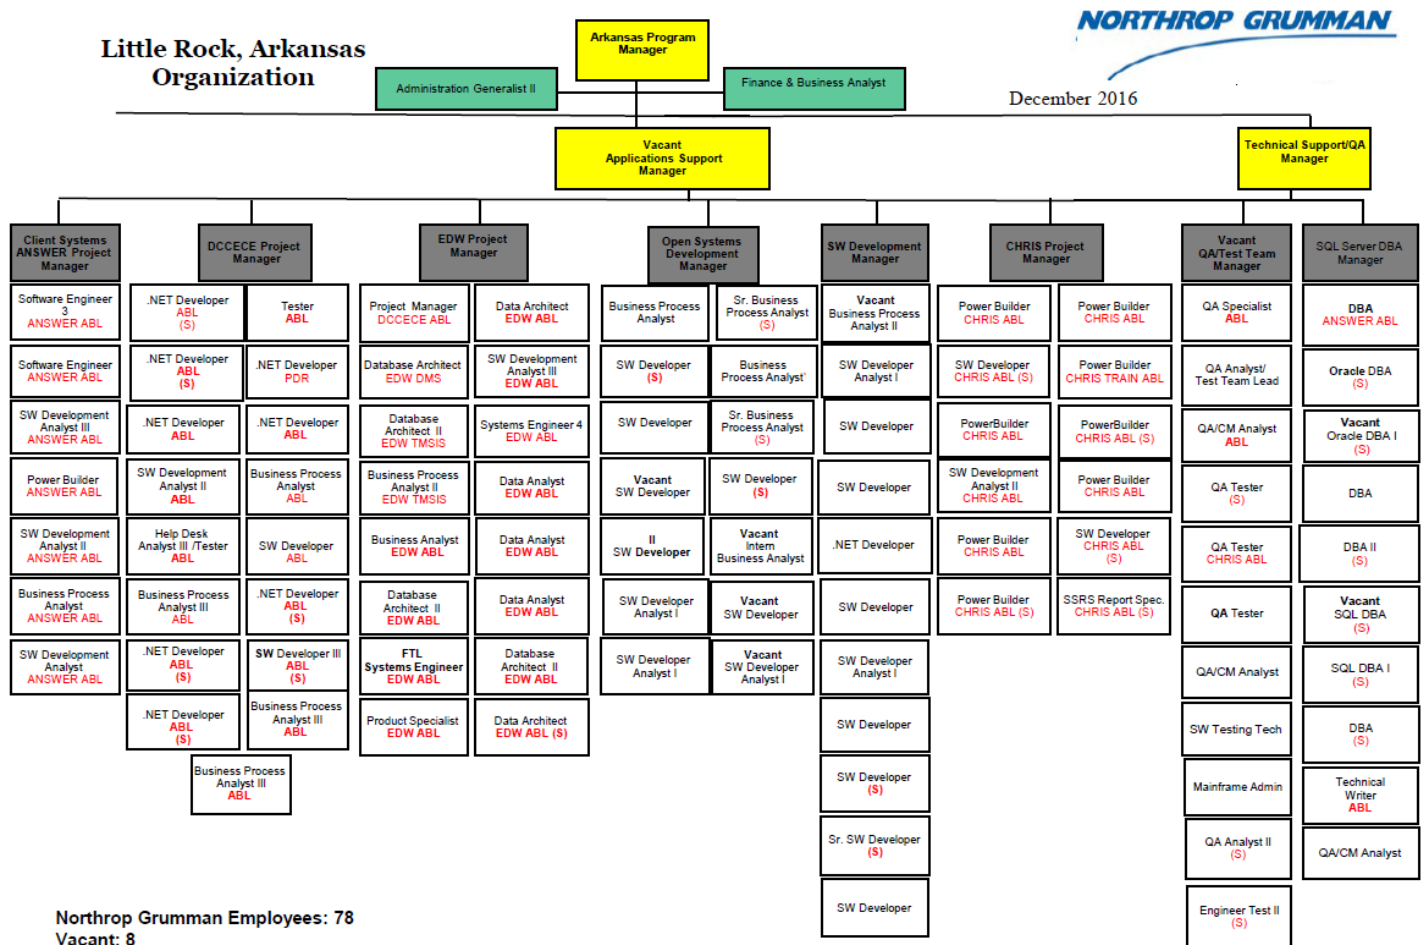 NORTHROP GRUMMAN
Little Rock, Arkansas
Organization
December 2016
Arkansas Program
Manager
Administration Generalist II
Finance & Business Analyst
Vacant
Applications Support
Manager
Technical Support/QA
Manager
Client Systems
ANSWER Project
Manager
Software Engineer
3
ANSWER ABL
Software Engineer
ANSWER ABL
SW Development
Analyst III
ANSWER ABL
Power Builder
ANSWER ABL
SW Development
Analyst II
ANSWER ABL
Business Process
Analyst
ANSWER ABL
SW Development
Analyst
ANSWER ABL
DCCECE Project
Manager
.NET Developer
ABL
(S)
.NET Developer
ABL
(S)
.NET Developer
ABL
SW Development
Analyst II
ABL
Help Desk
Analyst III /Tester
ABL
Business Process
Analyst III
ABL
.NET Developer
ABL
(S)
.NET Developer
ABL
(S)
Tester
ABL
.NET Developer
PDR
.NET Developer
ABL
Business Process
Analyst
ABL
SW Developer
ABL
.NET Developer
ABL
(S)
SW Developer III
ABL
(S)
Business Process
Analyst III
ABL
Business Process
Analyst III
ABL
EDW Project
Manager
Project Manager
DCCECE ABL
Database Architect
EDW DMS
Database
Architect II
EDW TMSIS
Business Process
Analyst II
EDW TMSIS
Business Analyst
EDW ABL
Database
Architect II
EDW ABL
FTL
Systems Engineer
EDW ABL
Product Specialist
EDW ABL
Data Architect
EDW ABL
SW Development
Analyst III
EDW ABL
Systems Engineer 4
EDW ABL
Data Analyst
EDW ABL
Data Analyst
EDW ABL
Data Analyst
EDW ABL
Database
Architect II
EDW ABL
Data Architect
EDW ABL (S)
Open Systems
Development
Manager
Business Process
Analyst
SW Developer
(S)
SW Developer
Vacant
SW Developer
II
SW Developer
SW Developer
Analyst I
SW Developer
Analyst I
Sr. Business
Process Analyst
(S)
Business
Process Analyst`
Sr. Business
Process Analyst
(S)
SW Developer
(S)
Vacant
Intern
Business Analyst
Vacant
SW Developer
Vacant
SW Developer
Analyst I
SW Development
Manager
Vacant
Business Process
Analyst II
SW Developer
Analyst I
SW Developer
SW Developer
.NET Developer
SW Developer
SW Developer
Analyst I
SW Developer
SW Developer
(S)
Sr. SW Developer
(S)
SW Developer
CHRIS Project
Manager
Power Builder
CHRIS ABL
SW Developer
CHRIS ABL (S)
PowerBuilder
CHRIS ABL
SW Development
Analyst II
CHRIS ABL
Power Builder
CHRIS ABL
Power Builder
CHRIS ABL (S)
Power Builder
CHRIS ABL
Power Builder
CHRIS TRAIN ABL
PowerBuilder
CHRIS ABL (S)
Power Builder
CHRIS ABL
SW Developer
CHRIS ABL
(S)
SSRS Report Spec.
CHRIS ABL (S)
Vacant
QA/Test Team
Manager
QA Specialist
ABL
QA Analyst/
Test Team Lead
QA/CM Analyst
ABL
QA Tester
(S)
QA Tester
CHRIS ABL
QA Tester
QA/CM Analyst
SW Testing Tech
Mainframe Admin
QA Analyst II
(S)
Engineer Test II
(S)
SQL Server DBA
Manager
DBA
ANSWER ABL
Oracle DBA
(S)
Vacant
Oracle DBA I
(S)
DBA
DBA II
(S)
Vacant
SQL DBA
(S)
SQL DBA I
(S)
DBA
(S)
Technical
Writer
ABL
QA/CM Analyst
Northrop Grumman Employees: 78
Vacant: 8